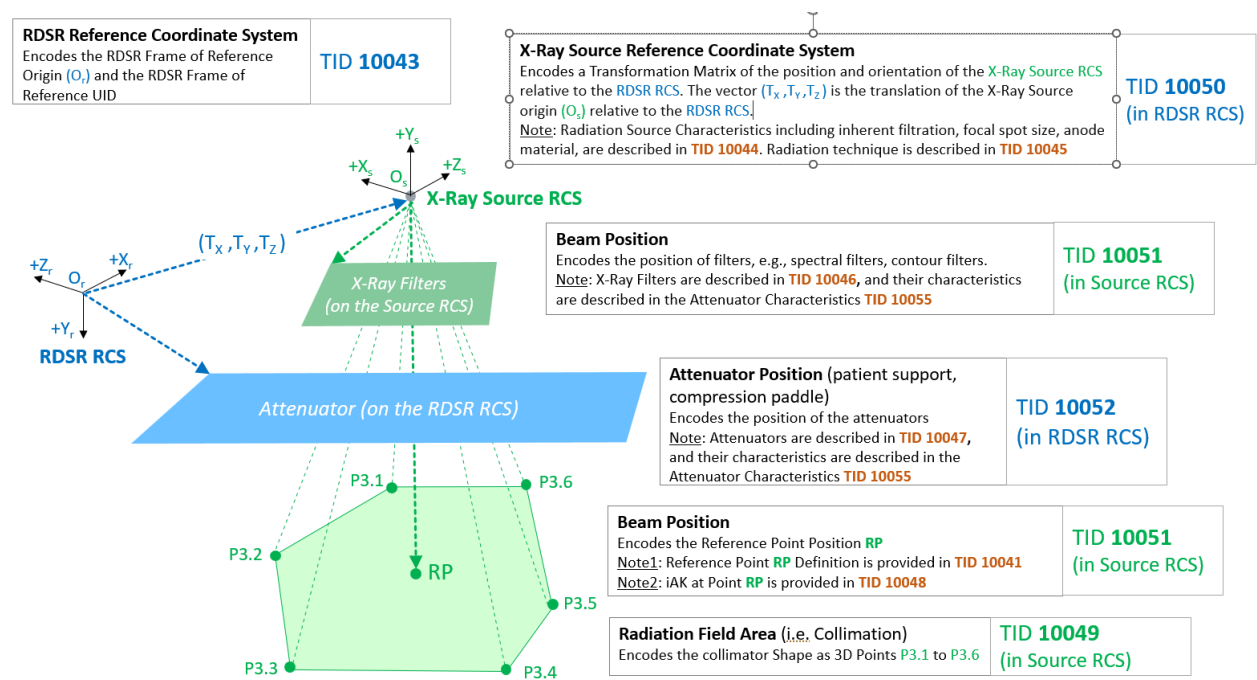 RDSR Reference Coordinate System
Encodes the RDSR Frame of Reference
Origin (Or) and the RDSR Frame of
Reference UID
TID 10043
X-Ray Source Reference Coordinate System
Encodes a Transformation Matrix of the position and orientation of the X-Ray Source RCS
relative to the RDSR RCS. The vector (TX ,TY,TZ ) is the translation of the X-Ray Source
origin (Os) relative to the RDSR RCS.
Note: Radiation Source Characteristics including inherent filtration, focal spot size, anode
material, are described in TID 10044. Radiation technique is described in TID 10045
TID 10050
(in RDSR RCS)
+Ys
+Xs
+Zs
Os
X-Ray Source RCS
(TX ,TY,TZ )
+Zr
Or
+Xr
+Yr
RDSR RCS
X-Ray Filters
(on the Source RCS)
Beam Position
Encodes the position of filters, e.g., spectral filters, contour filters.
Note: X-Ray Filters are described in TID 10046, and their characteristics
are described in the Attenuator Characteristics TID 10055
TID 10051
(in Source RCS)
Attenuator (on the RDSR RCS)
Attenuator Position (patient support,
compression paddle)
Encodes the position of the attenuators
Note: Attenuators are described in TID 10047,
and their characteristics are described in the
Attenuator Characteristics TID 10055
TID 10052
(in RDSR RCS)
P3.1
P3.6
P3.2
RP
P3.5
P3.3
P3.4
Beam Position
Encodes the Reference Point Position RP
Note1: Reference Point RP Definition is provided in TID 10041
Note2: iAK at Point RP is provided in TID 10048
TID 10051
(in Source RCS)
Radiation Field Area (i.e. Collimation)
Encodes the collimator Shape as 3D Points P3.1 to P3.6
TID 10049
(in Source RCS)